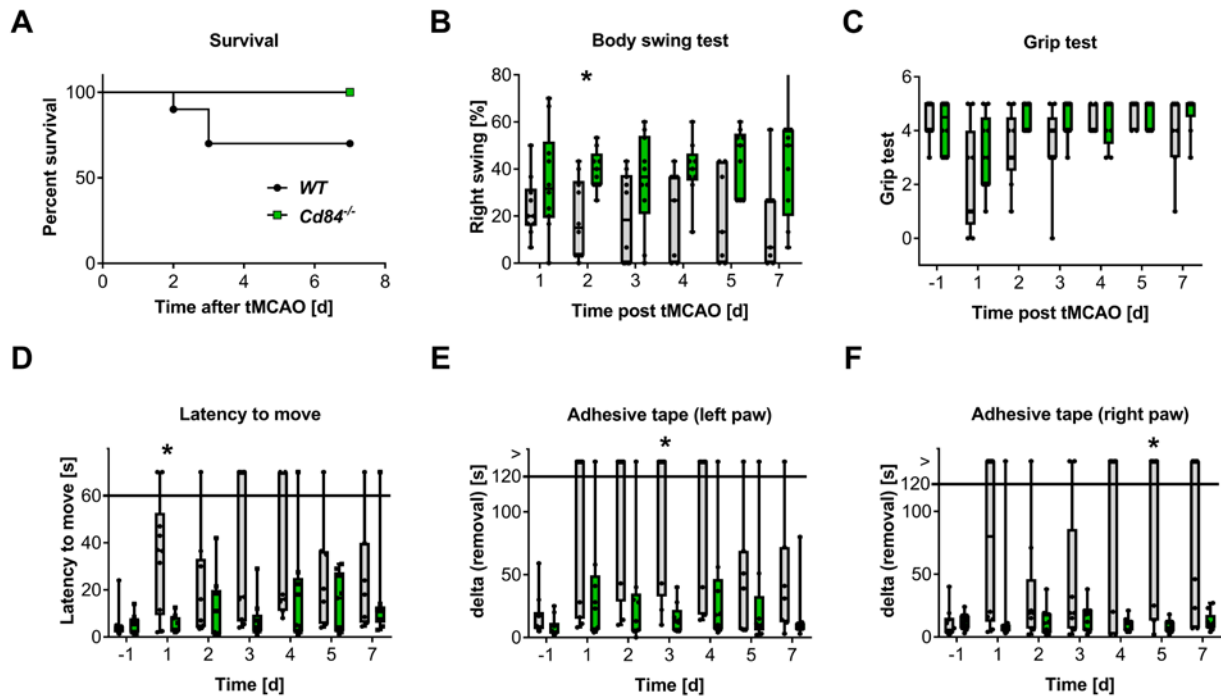 A
Survival
Percent survival
100
50
0
0 2 4 6 8
WT
Cd84-/-
Time after tMCAO [d]
B
Body swing test
*
Right swing [%]
80
60
40
20
0
1 2 3 4 5 7
Time post tMCAO [d]
C
Grip test
Grip test
6
4
2
0
-1 1 2 3 4 5 7
Time post tMCAO [d]
D
Latency to move
*
Latency to move [s]
60
40
20
0
-1 1 2 3 4 5 7
Time [d]
E
Adhesive tape (left paw)
*
delta (removal) [s]
>
120
50
0
-1 1 2 3 4 5 7
Time [d]
F
Adhesive tape (right paw)
*
delta (removal) [s]
>
120
50
0
-1 1 2 3 4 5 7
Time [d]